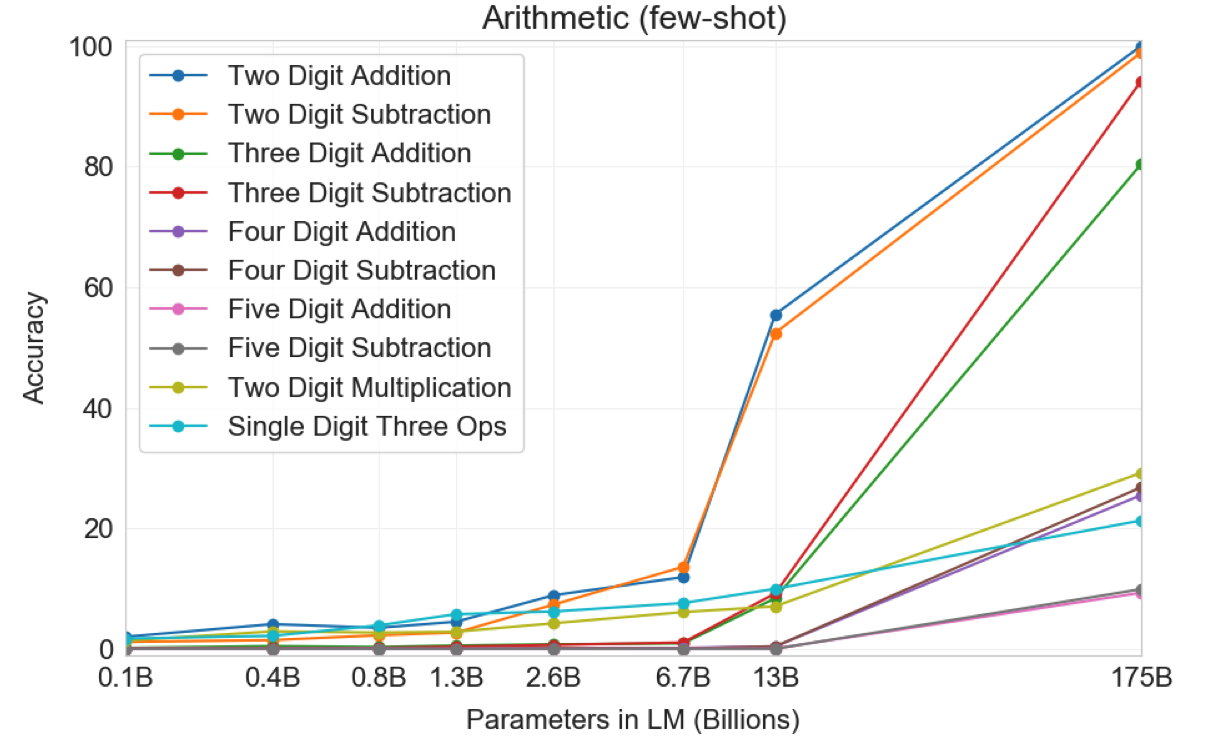 Arithmetic (few-shot)
100
80
60
40
20
0
Accuracy
Two Digit Addition
Two Digit Subtraction
Three Digit Addition
Three Digit Subtraction
Four Digit Addition
Four Digit Subtraction
Five Digit Addition
Five Digit Subtraction
Two Digit Multiplication
Single Digit Three Ops
0.1B 0.4B 0.8B 1.3B 2.6B 6.7B 13B 175B
Parameters in LM (Billions)